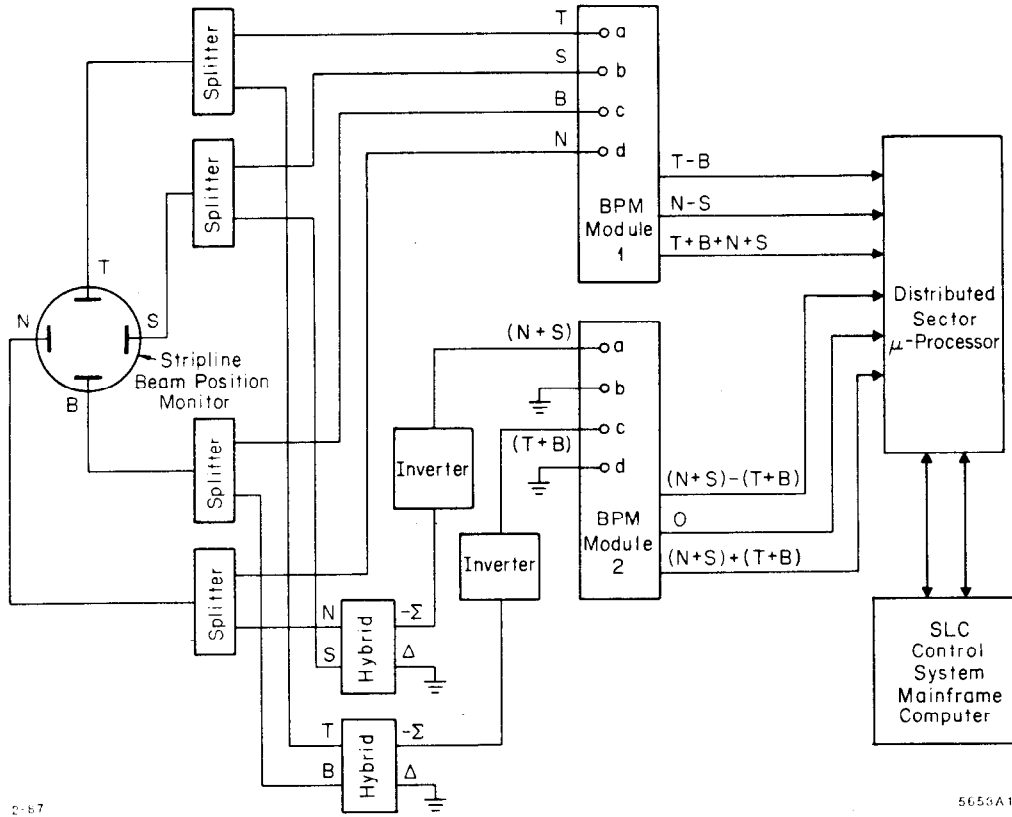 Splitter
T
a
S
b
B
c
N
d
BPM
Module
1
T-B
N-S
T+B+N+S
Splitter
Distributed
Sector
μ-Processor
T
N
S
B
Stripline
Beam Position
Monitor
Splitter
(N+S)
a
b
(T+B)
c
d
BPM
Module
2
(N+S)-(T+B)
O
(N+S)+(T+B)
Inverter
Inverter
Splitter
N
S
Hybrid
-Σ
Δ
T
B
Hybrid
-Σ
Δ
SLC
Control
System
Mainframe
Computer
2-87
5653A1